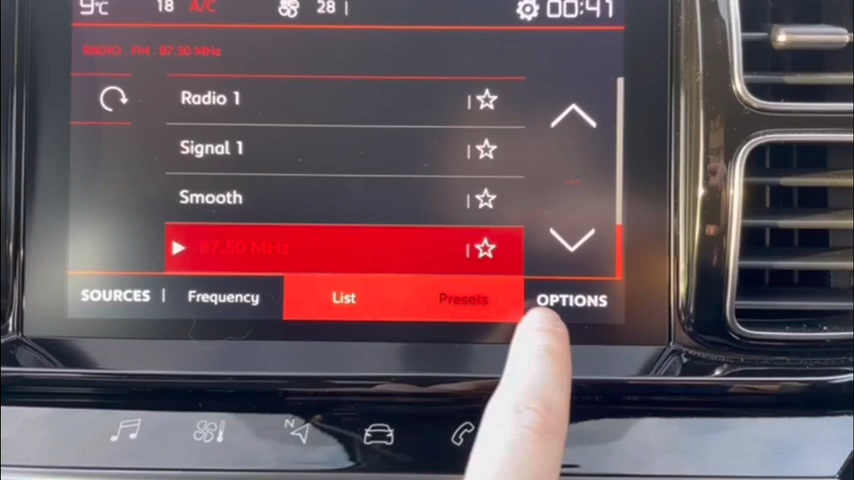 9°C 18 A/C 28 00:41
RADIO . FM . 87.50 MHz
Radio 1
Signal 1
Smooth
87.50 MHz
SOURCES Frequency List Presets OPTIONS
N